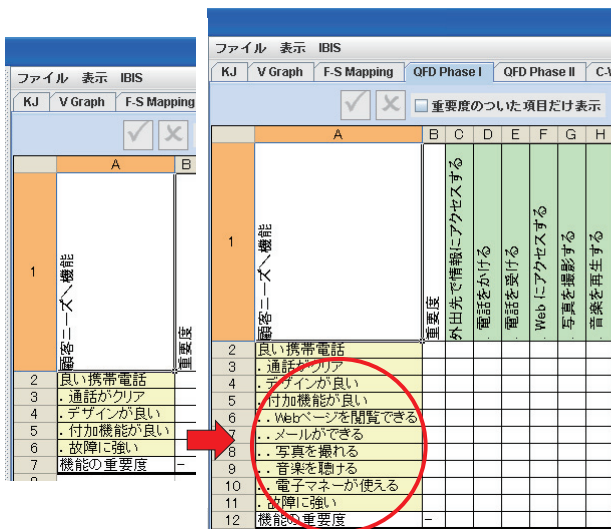 ファイル 表示 IBIS
KJ V Graph F-S Mapping
A B
1 顧客ニーズへ機能 重要度
2 良い携帯電話
3 . 通話がクリア
4 . デザインが良い
5 . 付加機能が良い
6 . 故障に強い
7 機能の重要度 –
ファイル 表示 IBIS
KJ V Graph F-S Mapping QFD Phase I QFD Phase II
重要度のついた項目だけ表示
A B C D E F G H
1 顧客ニーズへ機能 重要度 外出先で情報にアクセスする . 電話をかける . 電話を受ける . Web にアクセスする . 写真を撮影する . 音楽を再生する
2 良い携帯電話
3 . 通話がクリア
4 . デザインが良い
5 . 付加機能が良い
6 . . Webページを閲覧できる
7 . . メールができる
8 . . 写真を撮れる
9 . . 音楽を聴ける
10 . . 電子マネーが使える
11 . 故障に強い
12 機能の重要度 –